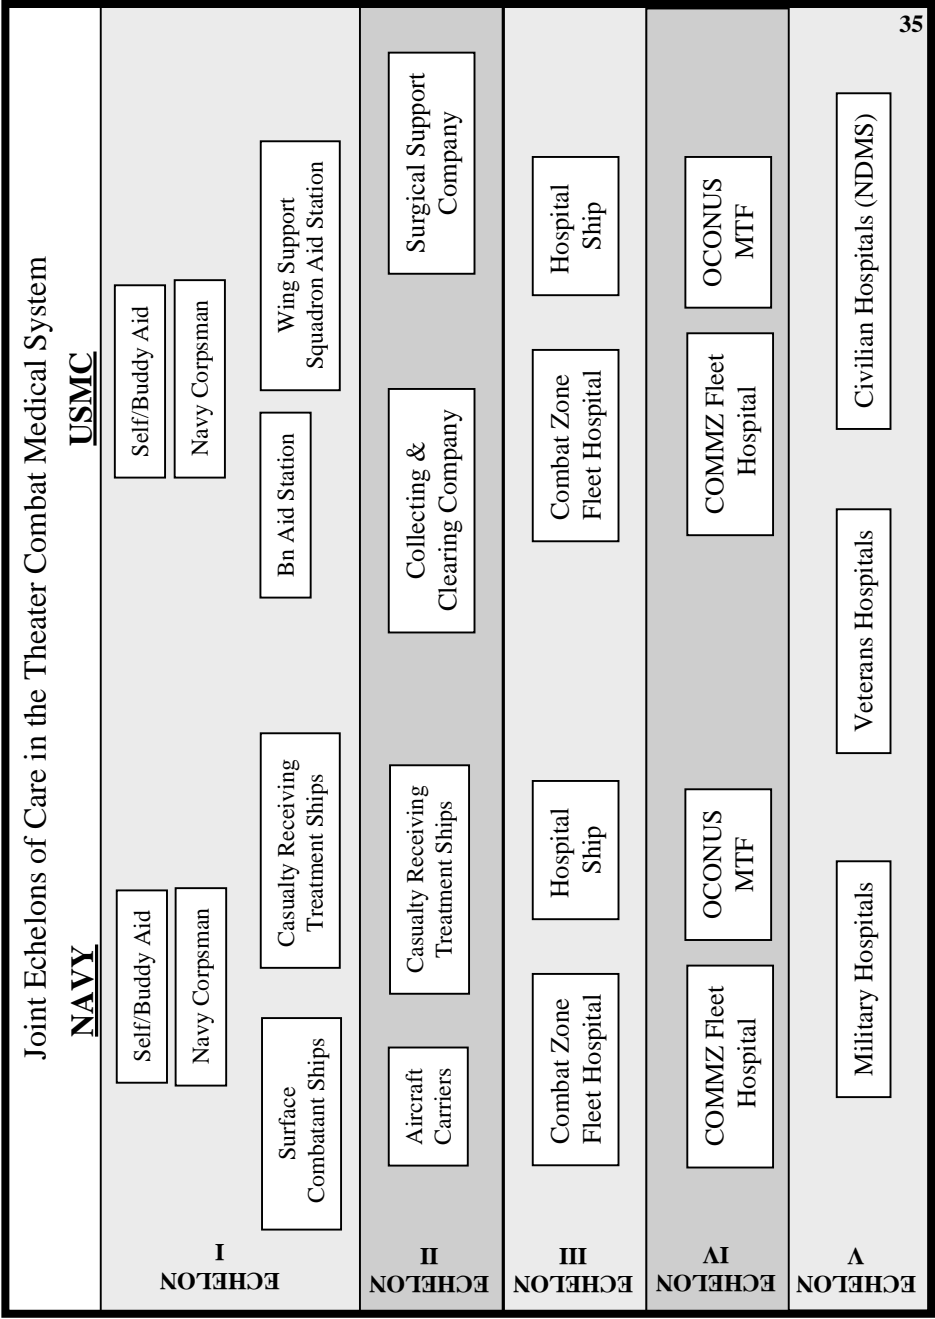 Joint Echelons of Care in the Theater Combat Medical System
NAVY
USMC
ECHELON
I
Self/Buddy Aid
Navy Corpsman
Surface
Combatant Ships
Casualty Receiving
Treatment Ships
Self/Buddy Aid
Navy Corpsman
Bn Aid Station
Wing Support
Squadron Aid Station
ECHELON
II
Aircraft
Carriers
Casualty Receiving
Treatment Ships
Collecting &
Clearing Company
Surgical Support
Company
ECHELON
III
Combat Zone
Fleet Hospital
Hospital
Ship
Combat Zone
Fleet Hospital
Hospital
Ship
ECHELON
IV
COMMZ Fleet
Hospital
OCONUS
MTF
COMMZ Fleet
Hospital
OCONUS
MTF
ECHELON
V
Military Hospitals
Veterans Hospitals
Civilian Hospitals (NDMS)
35